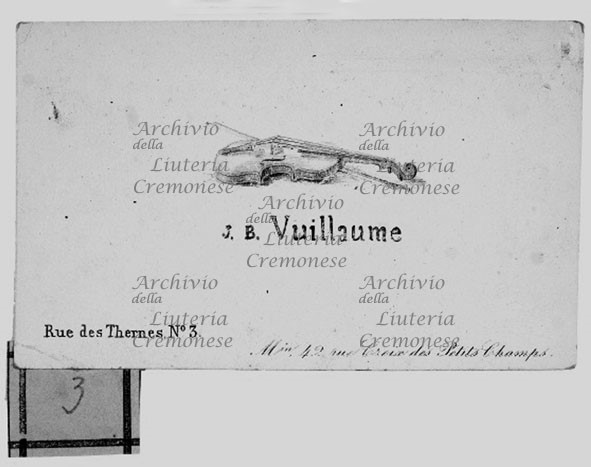 Archivio
della
Liuteria
Cremonese
Archivio
della
Liuteria
Cremonese
Archivio
della
Liuteria
Cremonese
J. B. Vuillaume
Archivio
della
Liuteria
Cremonese
Archivio
della
Liuteria
Cremonese
Rue des Thernes Nº 3.
Mon 42 rue Croix des Petits Champs.
3